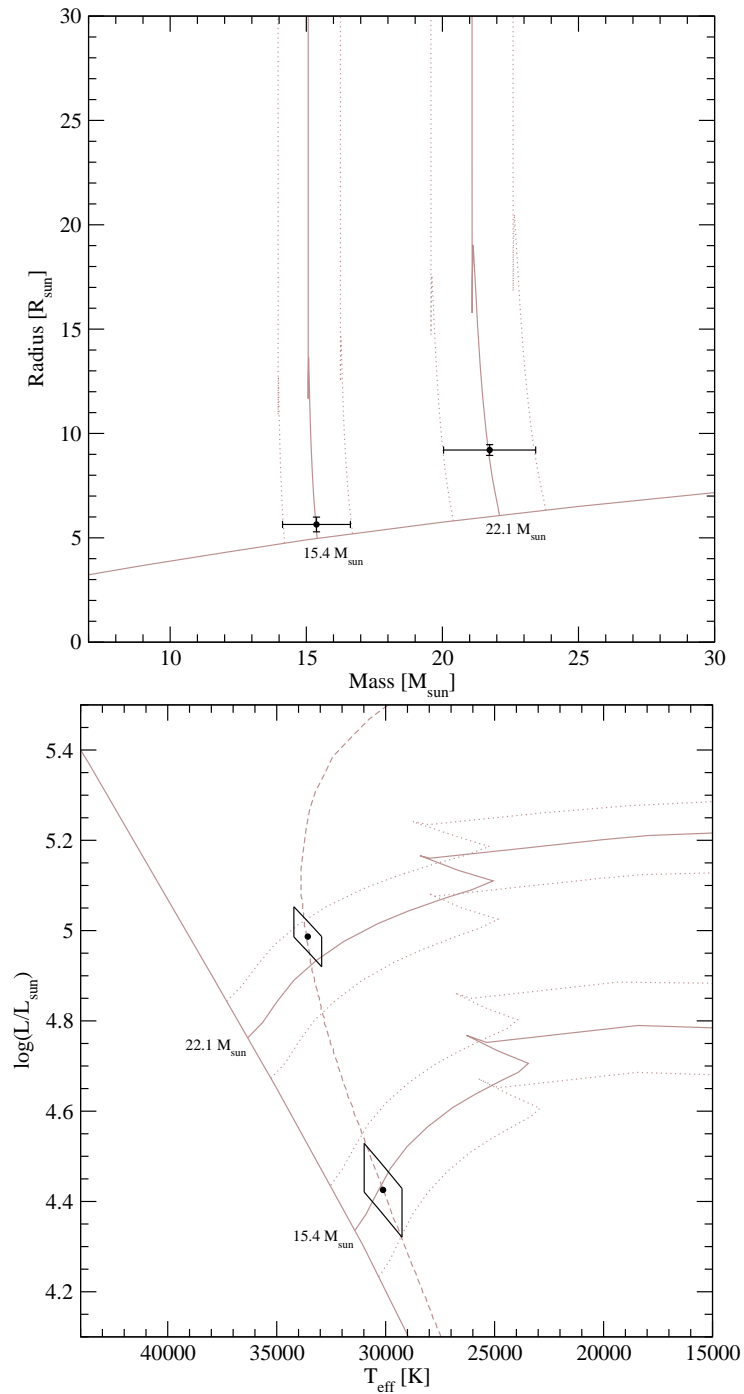 30
25
20
15
10
5
0
Radius [R_sun]
22.1 M_sun
15.4 M_sun
10 15 20 25 30
Mass [M_sun]
5.4
5.2
5
4.8
4.6
4.4
4.2
log(L/L_sun)
22.1 M_sun
15.4 M_sun
40000 35000 30000 25000 20000 15000
T_eff [K]